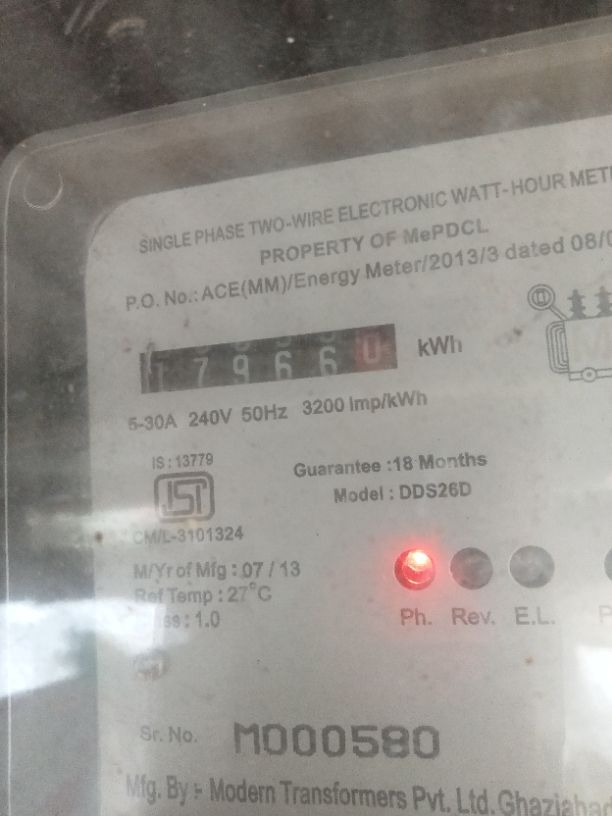 SINGLE PHASE TWO-WIRE ELECTRONIC WATT-HOUR
PROPERTY OF MePDCL
P.O. No.: ACE(MM)/Energy Meter/2013/3 dated
17966 0 kWh
5-30A 240V 50Hz 3200 Imp/kWh
IS : 13779
ISI
CM/L-3101324
Guarantee :18 Months
Model : DDS26D
M/Yr of Mfg : 07 / 13
Ref Temp : 27°C
: 1.0
Ph. Rev. E.L.
Sr. No. M000580
Mfg. By :- Modern Transformers Pvt. Ltd. Ghaziabad